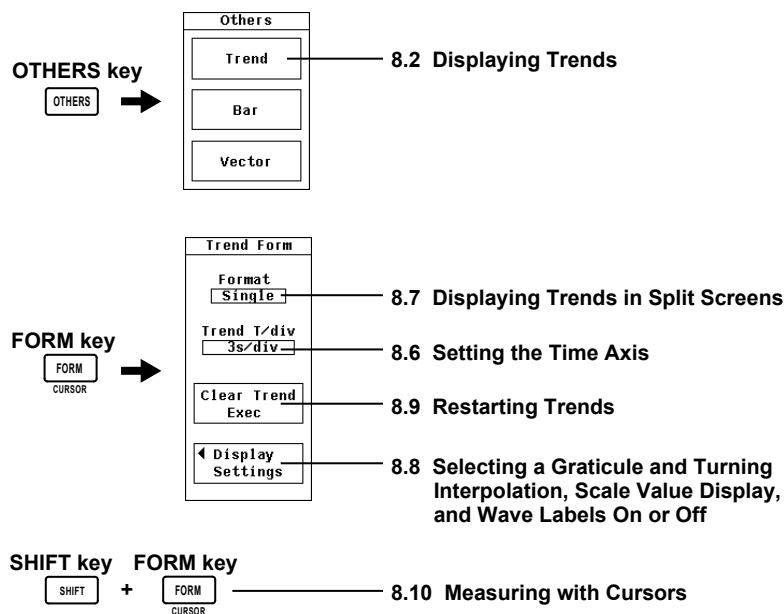 Others
Trend
8.2 Displaying Trends
OTHERS key
OTHERS
Bar
Vector
Trend Form
Format
Single
8.7 Displaying Trends in Split Screens
Trend T/div
3s/div
8.6 Setting the Time Axis
FORM key
FORM
CURSOR
Clear Trend
Exec
8.9 Restarting Trends
Display
Settings
8.8 Selecting a Graticule and Turning
Interpolation, Scale Value Display,
and Wave Labels On or Off
SHIFT key FORM key
SHIFT + FORM
CURSOR
8.10 Measuring with Cursors